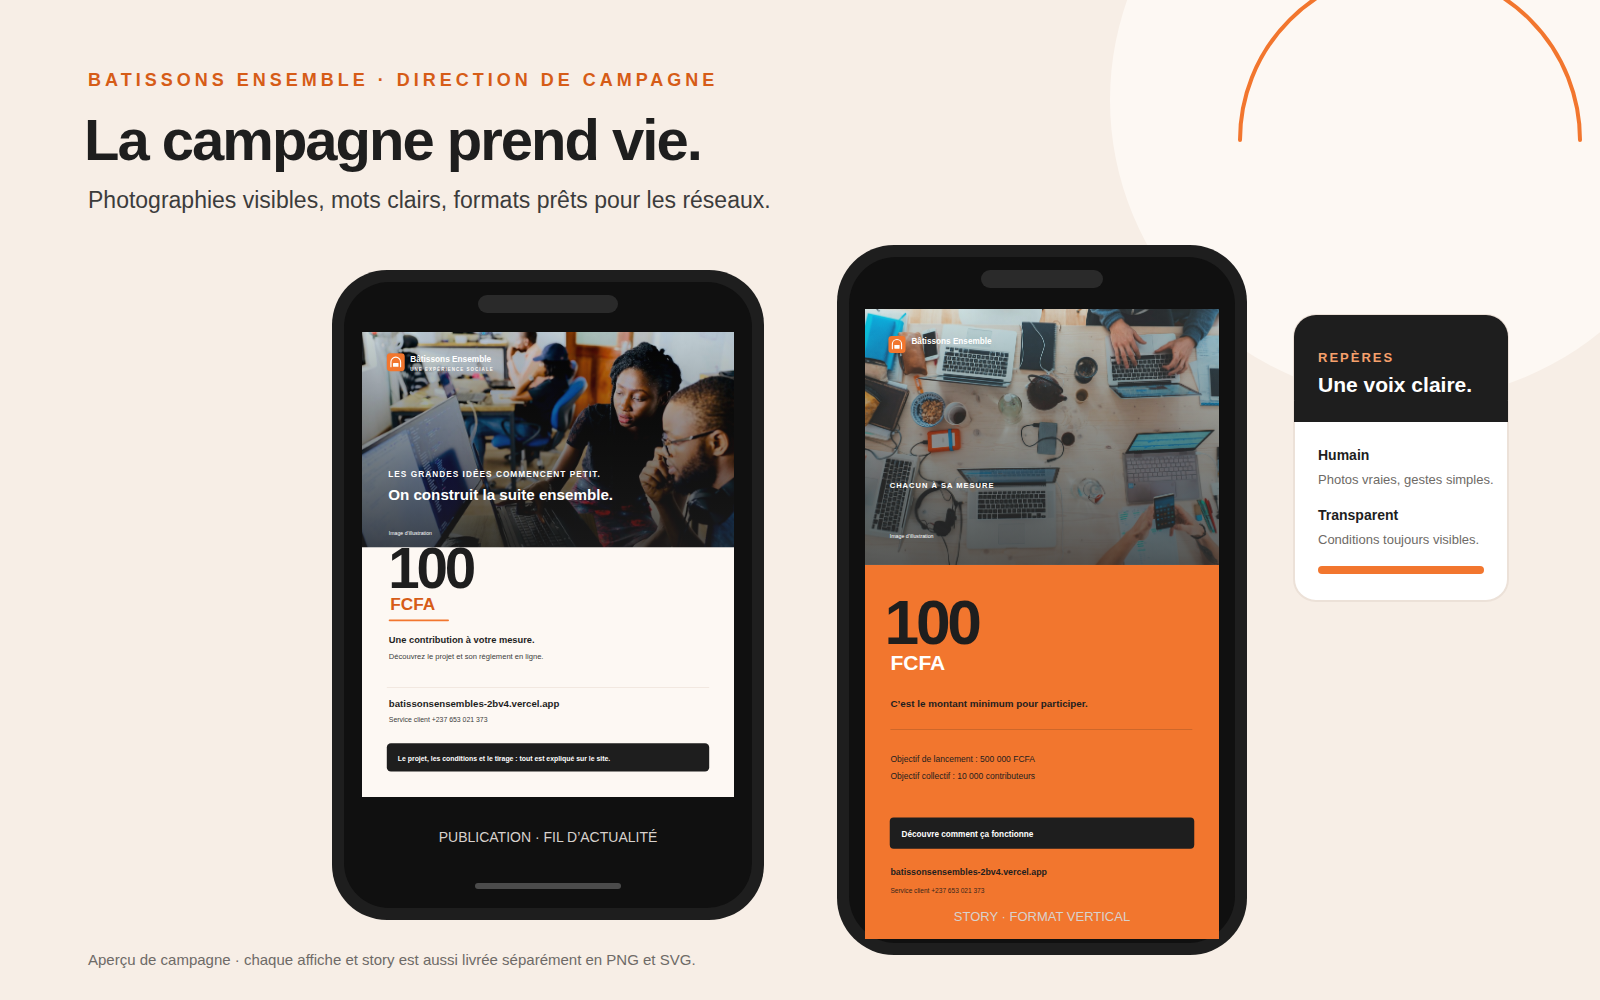 BATISSONS ENSEMBLE · DIRECTION DE CAMPAGNE
La campagne prend vie.
Photographies visibles, mots clairs, formats prêts pour les réseaux.
Bâtissons Ensemble
UNE EXPÉRIENCE SOCIALE
LES GRANDES IDÉES COMMENCENT PETIT.
On construit la suite ensemble.
Image d'illustration
100
FCFA
Une contribution à votre mesure.
Découvrez le projet et son règlement en ligne.
batissonsensembles-2bv4.vercel.app
Service client +237 653 021 373
Le projet, les conditions et le tirage : tout est expliqué sur le site.
PUBLICATION · FIL D’ACTUALITÉ
Bâtissons Ensemble
CHACUN À SA MESURE
Image d'illustration
100
FCFA
C’est le montant minimum pour participer.
Objectif de lancement : 500 000 FCFA
Objectif collectif : 10 000 contributeurs
Découvre comment ça fonctionne
batissonsensembles-2bv4.vercel.app
Service client +237 653 021 373
STORY · FORMAT VERTICAL
REPÈRES
Une voix claire.
Humain
Photos vraies, gestes simples.
Transparent
Conditions toujours visibles.
Aperçu de campagne · chaque affiche et story est aussi livrée séparément en PNG et SVG.